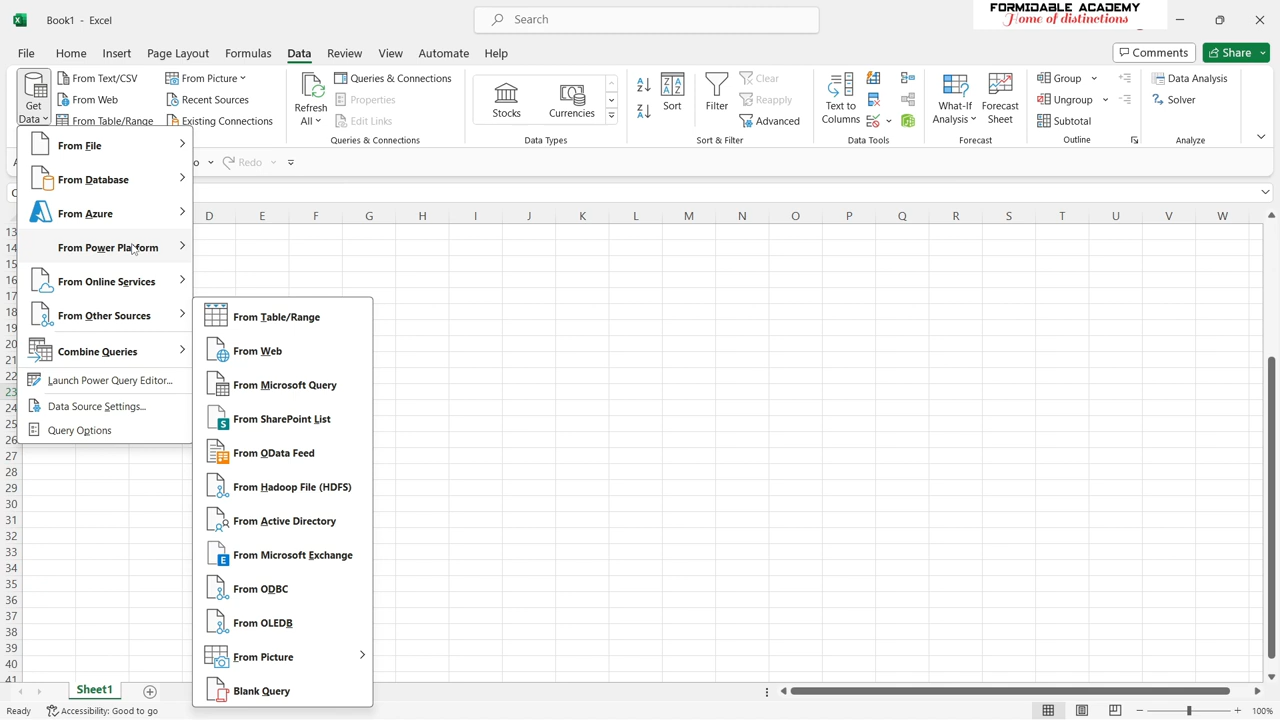 Book1 - Excel
Search
FORMIDABLE ACADEMY
Home of distinctions
File Home Insert Page Layout Formulas Data Review View Automate Help
Comments Share
Get Data
From Text/CSV
From Web
From Table/Range
From Picture
Recent Sources
Existing Connections
Refresh All
Queries & Connections
Properties
Edit Links
Queries & Connections
Stocks
Currencies
Data Types
Sort
Filter
Clear
Reapply
Advanced
Sort & Filter
Text to Columns
Data Tools
What-If Analysis
Forecast Sheet
Forecast
Group
Ungroup
Subtotal
Outline
Data Analysis
Solver
Analyze
Redo
From File
From Database
From Azure
From Power Platform
From Online Services
From Other Sources
Combine Queries
Launch Power Query Editor...
Data Source Settings...
Query Options
From Table/Range
From Web
From Microsoft Query
From SharePoint List
From OData Feed
From Hadoop File (HDFS)
From Active Directory
From Microsoft Exchange
From ODBC
From OLEDB
From Picture
Blank Query
D E F G H I J K L M N O P Q R S T U V W
13
14
15
16
17
18
19
20
21
22
23
24
25
26
27
28
29
30
31
32
33
34
35
36
37
38
39
40
41
Sheet1
Ready Accessibility: Good to go
100%